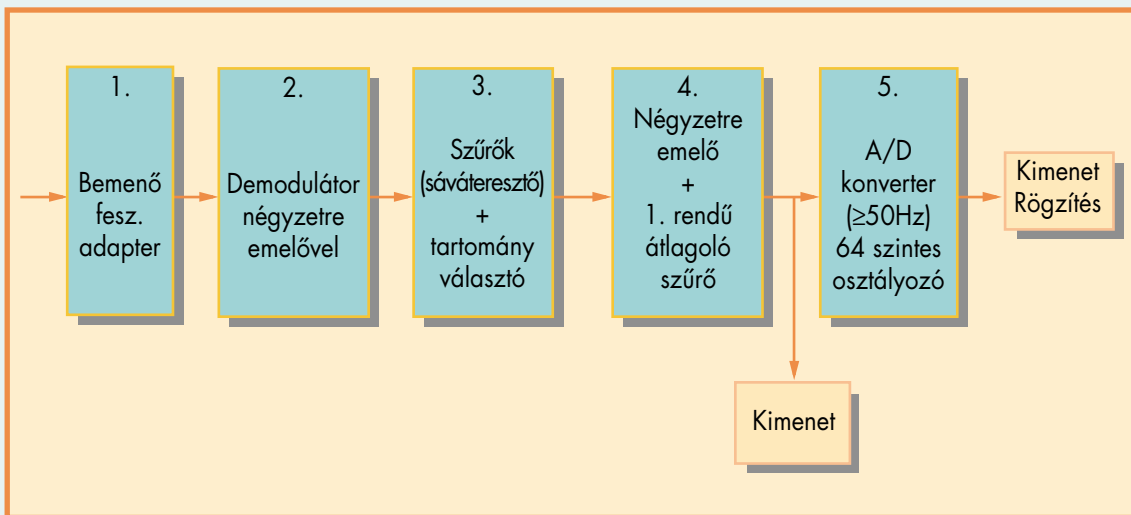 1.
Bemenő
fesz.
adapter
2.
Demodulátor
négyzetre
emelővel
3.
Szűrők
(sáváteresztő)
+
tartomány
választó
4.
Négyzetre
emelő
+
1. rendű
átlagoló
szűrő
5.
A/D
konverter
(≥50Hz)
64 szintes
osztályozó
Kimenet
Rögzítés
Kimenet